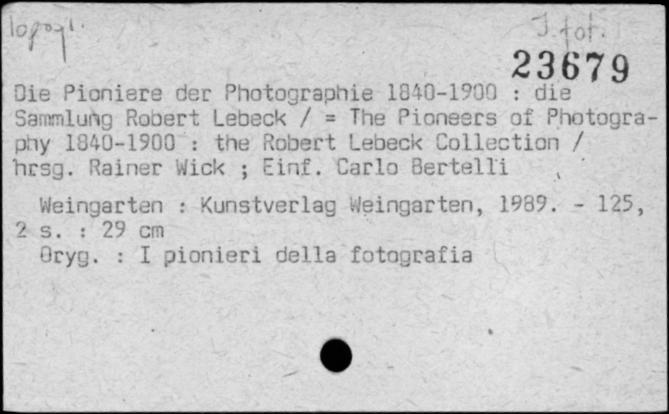 Topogr.
I. fot.
23679
Die Pioniere der Photographie 1840-1900 : die
Sammlung Robert Lebeck / = The Pioneers of Photogra-
phy 1840-1900 : the Robert Lebeck Collection /
hrsg. Rainer Wick ; Einf. Carlo Bertelli
Weingarten : Kunstverlag Weingarten, 1989. - 125,
2 s. : 29 cm
Oryg. : I pionieri della fotografia